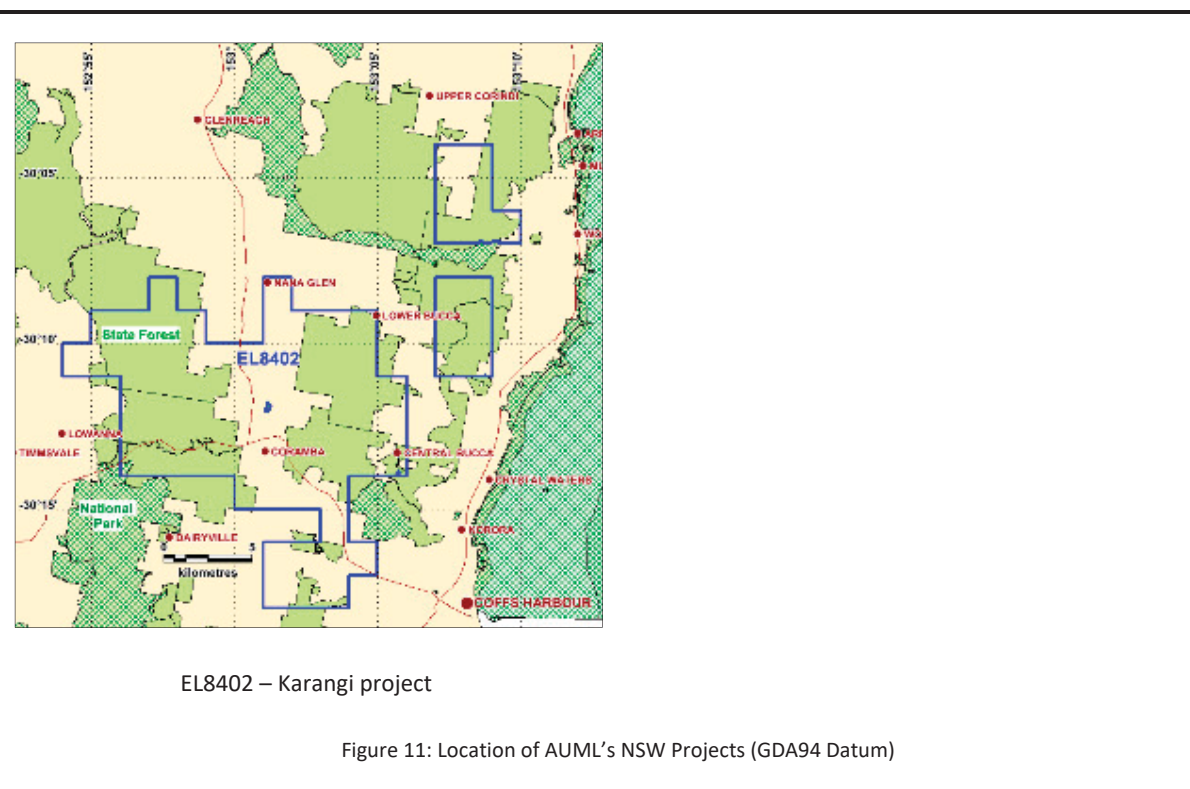 152°55'
153°
153°05'
153°10'
UPPER CORINDI
GLENREAGH
-30°05'
NANA GLEN
LOWER BUCCA
State Forest
-30°10'
EL8402
LOWANNA
TIMMSVALE
CORAMBA
CENTRAL BUCCA
CRYSTAL WATERS
-30°15'
National
Park
KORORA
DAIRYVILLE
0 5
kilometres
COFFS HARBOUR
EL8402 – Karangi project
Figure 11: Location of AUML’s NSW Projects (GDA94 Datum)